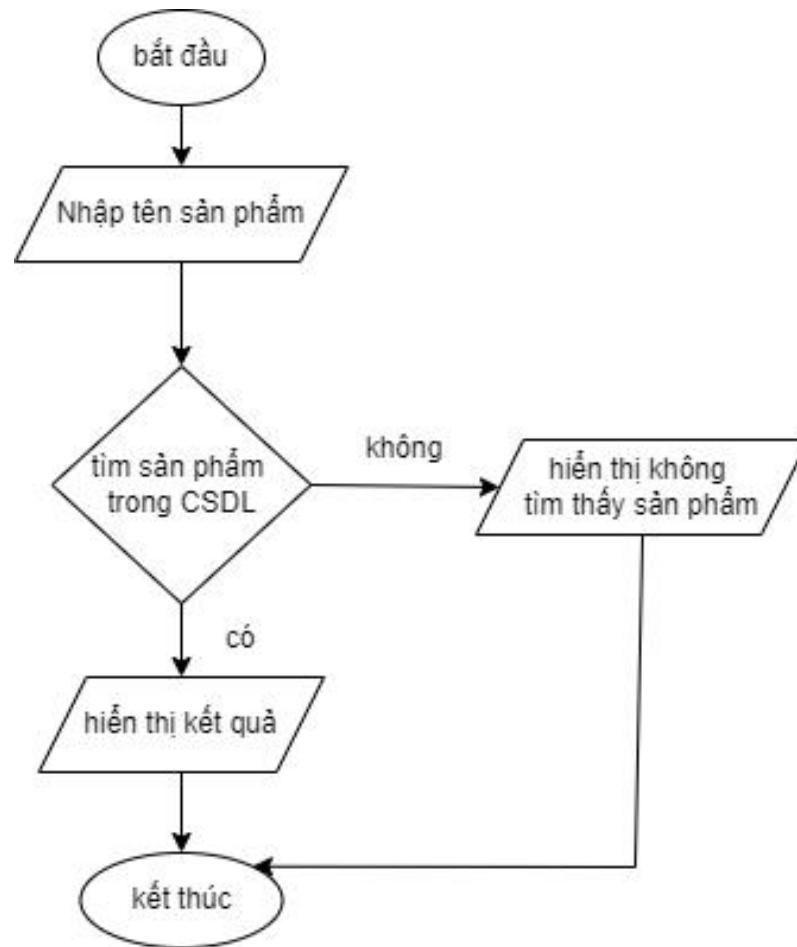 bắt đầu
Nhập tên sản phẩm
tìm sản phẩm
trong CSDL
không
hiển thị không
tìm thấy sản phẩm
có
hiển thị kết quả
kết thúc